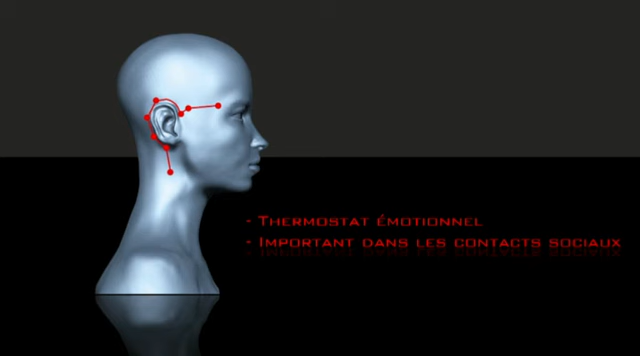 - Thermostat émotionnel
- Important dans les contacts sociaux